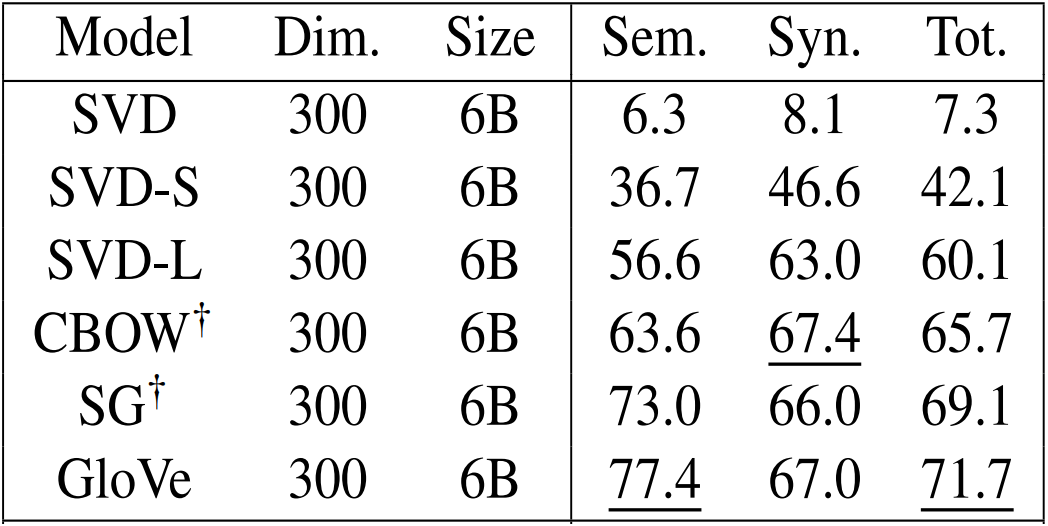 Model Dim. Size Sem. Syn. Tot.
SVD 300 6B 6.3 8.1 7.3
SVD-S 300 6B 36.7 46.6 42.1
SVD-L 300 6B 56.6 63.0 60.1
CBOW† 300 6B 63.6 67.4 65.7
SG† 300 6B 73.0 66.0 69.1
GloVe 300 6B 77.4 67.0 71.7